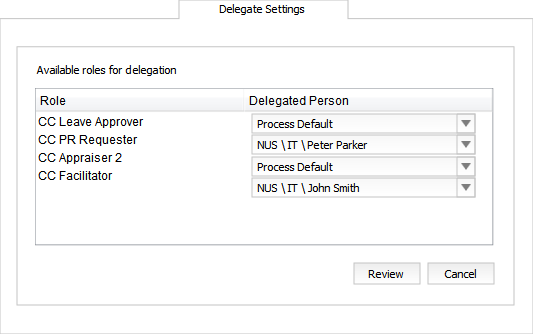 Delegate Settings
Available roles for delegation
Role Delegated Person
CC Leave Approver Process Default
CC PR Requester NUS \ IT \ Peter Parker
CC Appraiser 2 Process Default
CC Facilitator NUS \ IT \ John Smith
Review Cancel